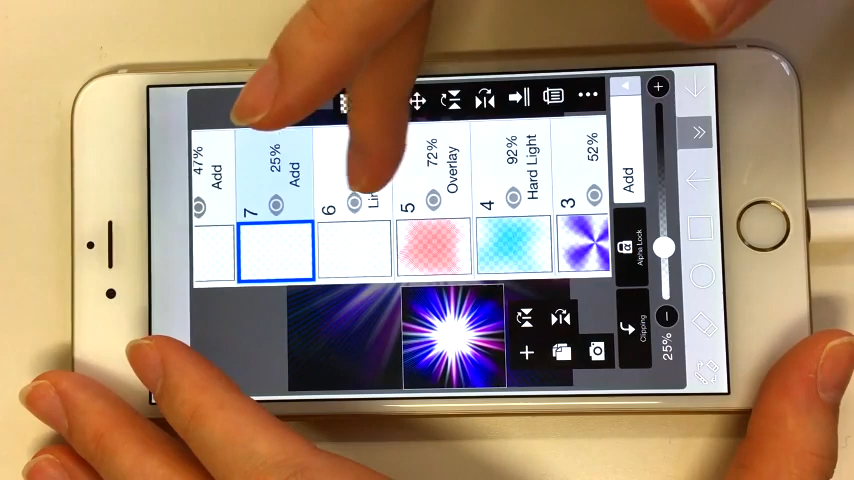 47%
Add
7
25%
Add
6
5
72%
Overlay
4
92%
Hard Light
3
52%
Add
Alpha Lock
Clipping
25%